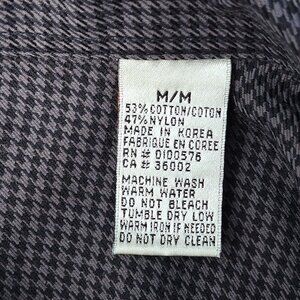 M/M
53% COTTON/COTON
47% NYLON
MADE IN KOREA
FABRIQUE EN COREE
RN # 0100576
CA # 36002
MACHINE WASH
WARM WATER
DO NOT BLEACH
TUMBLE DRY LOW
WARM IRON IF NEEDED
DO NOT DRY CLEAN